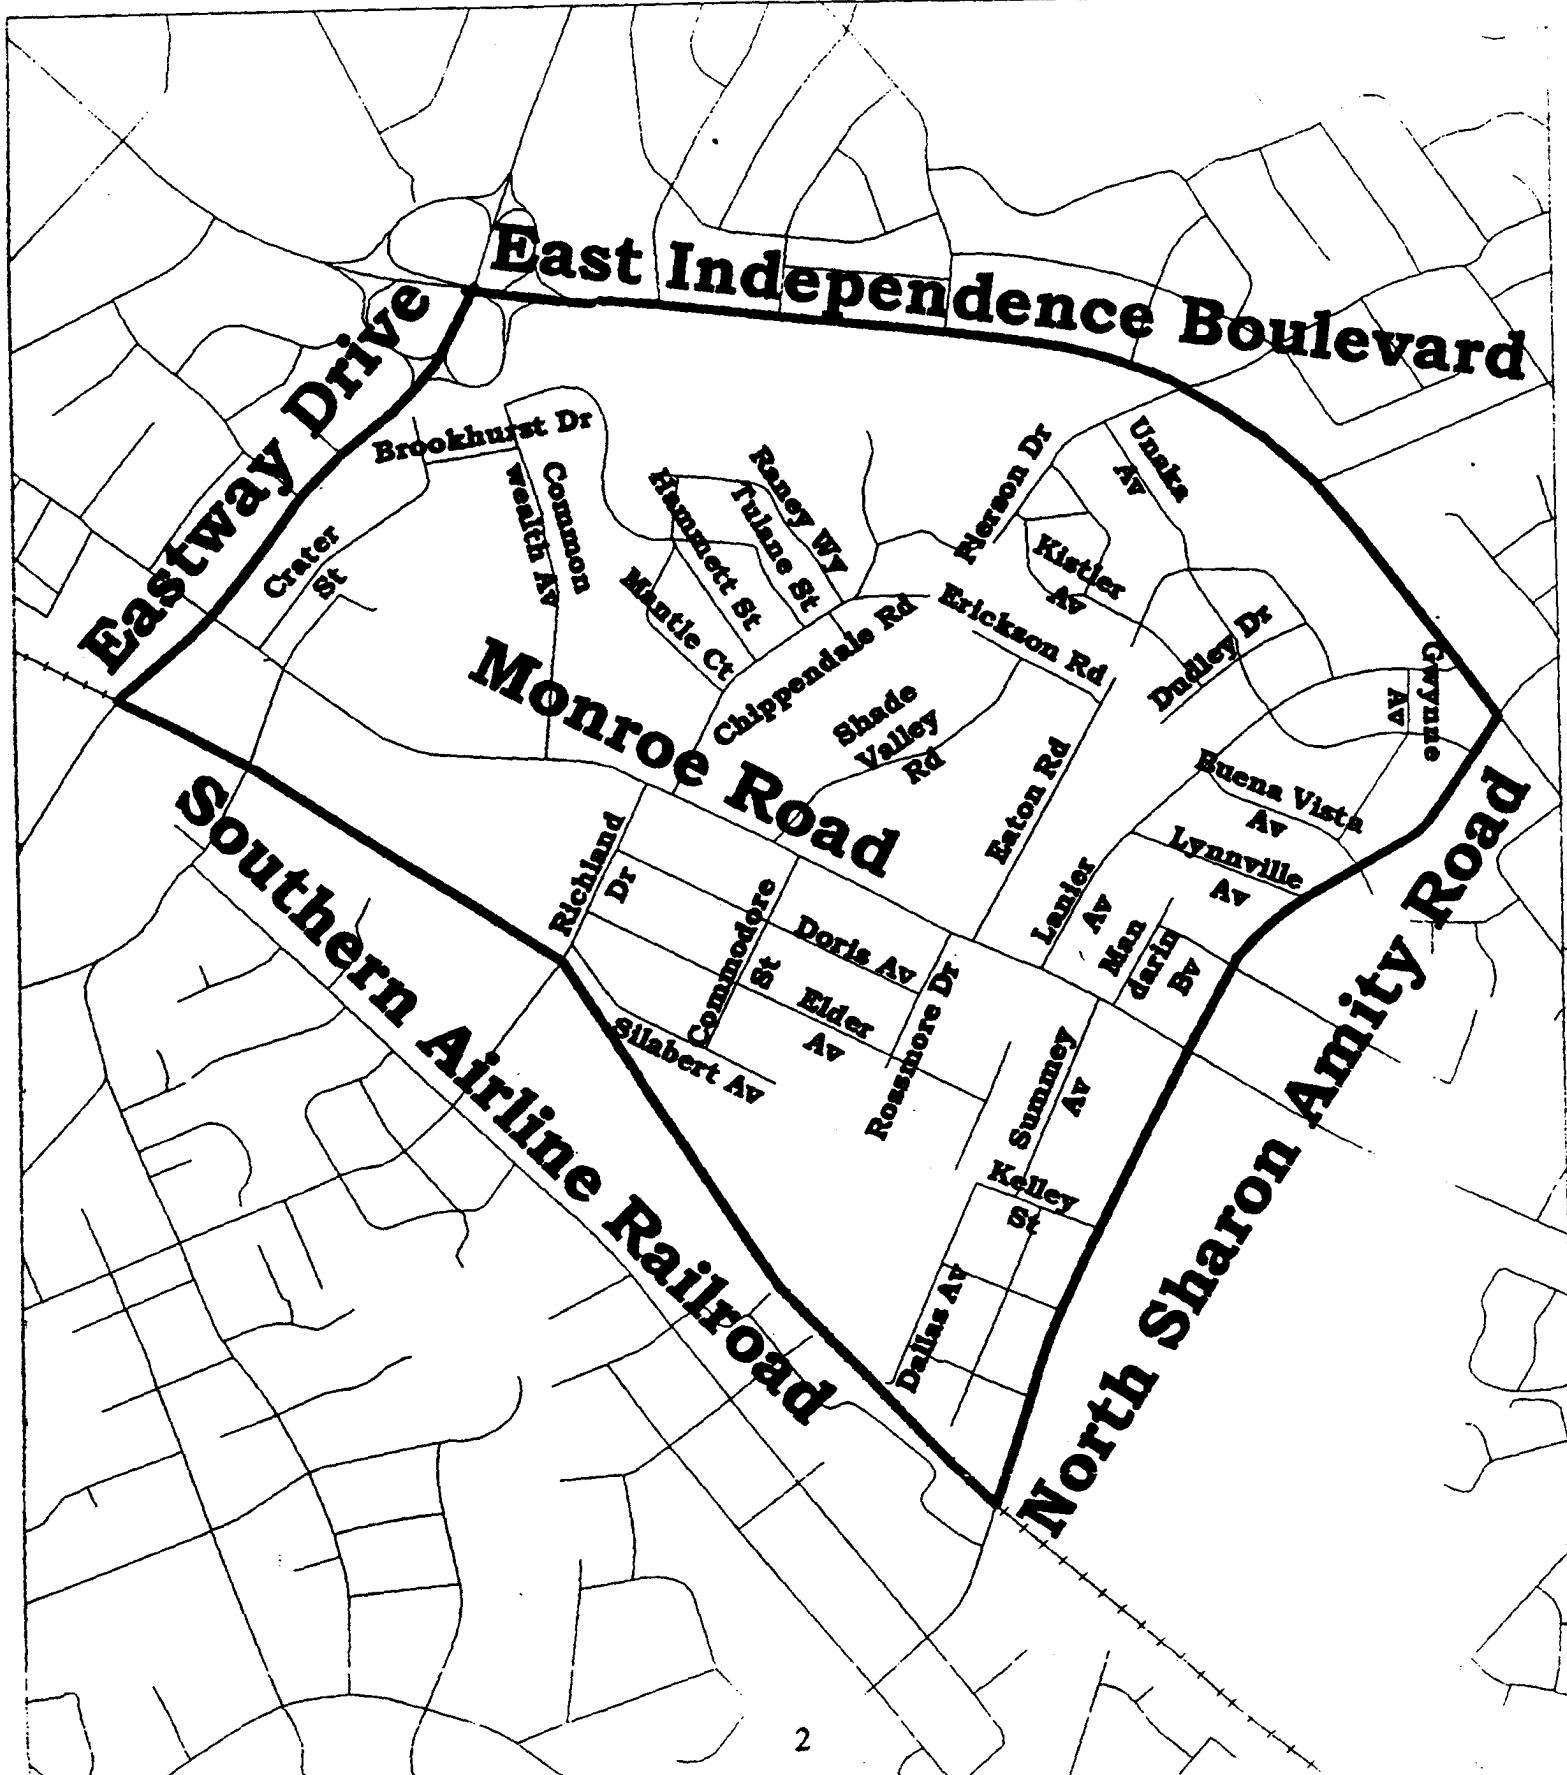 East Independence Boulevard
Eastway Drive
Brookhurst Dr
Common
wealth Av
Crater
St
Hammett St
Raney Wy
Tulane St
Mantle Ct
Pierson Dr
Unaka
Av
Kistler
Av
Erickson Rd
Chippendale Rd
Dudley Dr
Gwynne
Av
Monroe Road
Shade
Valley
Rd
Eaton Rd
Buena Vista
Av
Lynnville
Av
Lanier
Av
Man
darin
Bv
Richland
Dr
Commodore
St
Doris Av
Elder
Av
Rossmore Dr
Silabert Av
Summey
Av
Kelley
St
Dallas Av
Southern Airline Railroad
North Sharon Amity Road
2